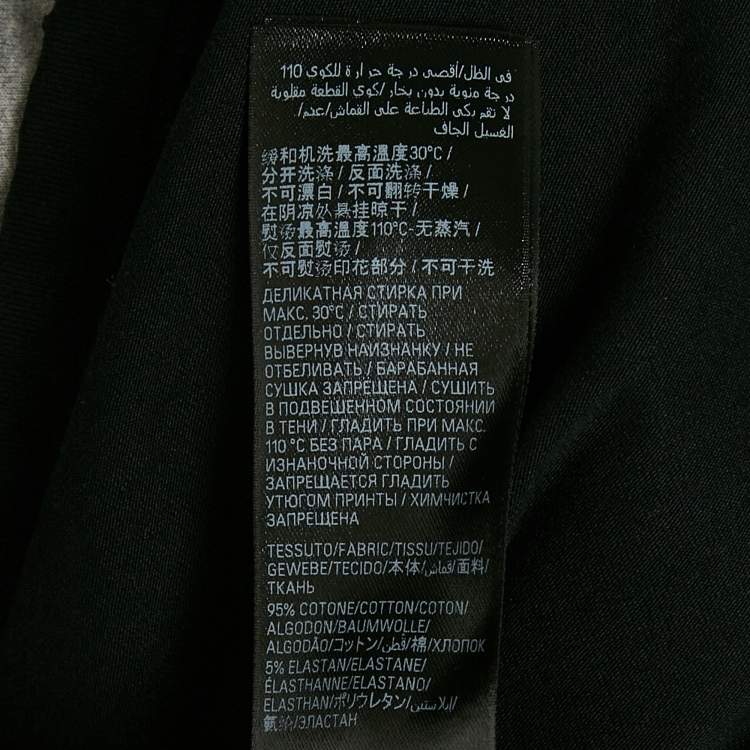 في الظل/أقصى درجة حرارة للكوى 110
درجة مئوية بدون بخار/كوي القطعة مقلوبة
لا تقم بكي الطباعة على القماش/عدم/
الغسيل الجاف
缓和机洗最高温度30°C /
分开洗涤 / 反面洗涤 /
不可漂白 / 不可翻转干燥 /
在阴凉处悬挂晾干 /
熨烫最高温度110°C-无蒸汽 /
仅反面熨烫 /
不可熨烫印花部分 / 不可干洗
ДЕЛИКАТНАЯ СТИРКА ПРИ
МАКС. 30°C / СТИРАТЬ
ОТДЕЛЬНО / СТИРАТЬ
ВЫВЕРНУВ НАИЗНАНКУ / НЕ
ОТБЕЛИВАТЬ / БАРАБАННАЯ
СУШКА ЗАПРЕЩЕНА / СУШИТЬ
В ПОДВЕШЕННОМ СОСТОЯНИИ
В ТЕНИ / ГЛАДИТЬ ПРИ МАКС.
110 °C БЕЗ ПАРА / ГЛАДИТЬ С
ИЗНАНОЧНОЙ СТОРОНЫ /
ЗАПРЕЩАЕТСЯ ГЛАДИТЬ
УТЮГОМ ПРИНТЫ / ХИМЧИСТКА
ЗАПРЕЩЕНА
TESSUTO/FABRIC/TISSU/TEJIDO/
GEWEBE/TECIDO/本体/قماش/面料/
ТКАНЬ
95% COTONE/COTTON/COTON/
ALGODON/BAUMWOLLE/
ALGODÃO/コットン/قطن/棉/ХЛОПОК
5% ELASTAN/ELASTANE/
ÉLASTHANNE/ELASTANO/
ELASTHAN/ポリウレタン/إيلاستين/
氨纶/ЭЛАСТАН